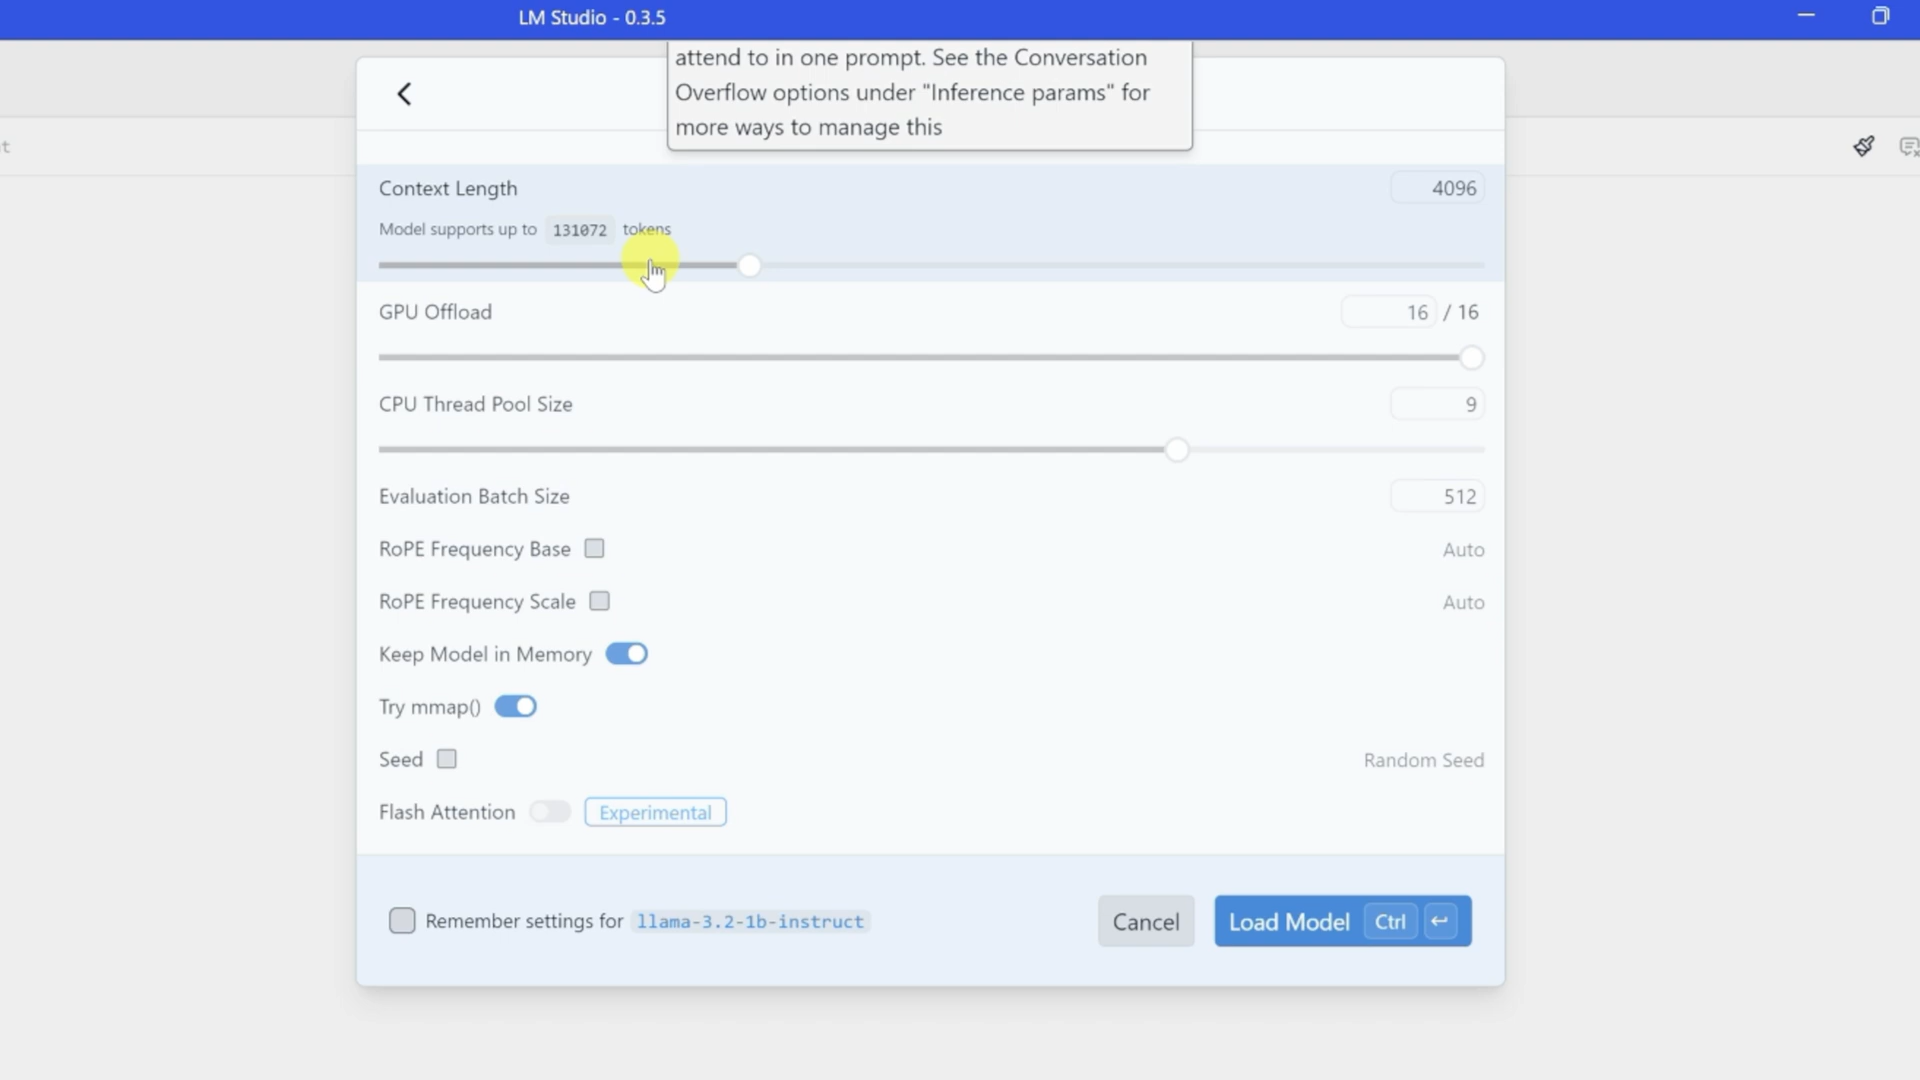 LM Studio - 0.3.5
attend to in one prompt. See the Conversation
Overflow options under "Inference params" for
more ways to manage this
t
Context Length 4096
Model supports up to 131072 tokens
GPU Offload 16 / 16
CPU Thread Pool Size 9
Evaluation Batch Size 512
RoPE Frequency Base Auto
RoPE Frequency Scale Auto
Keep Model in Memory
Try mmap()
Seed Random Seed
Flash Attention Experimental
Remember settings for llama-3.2-1b-instruct Cancel Load Model Ctrl ↩